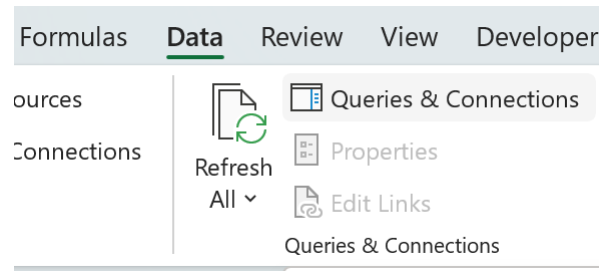 Formulas Data Review View Developer
ources
Connections
Refresh
All
Queries & Connections
Properties
Edit Links
Queries & Connections